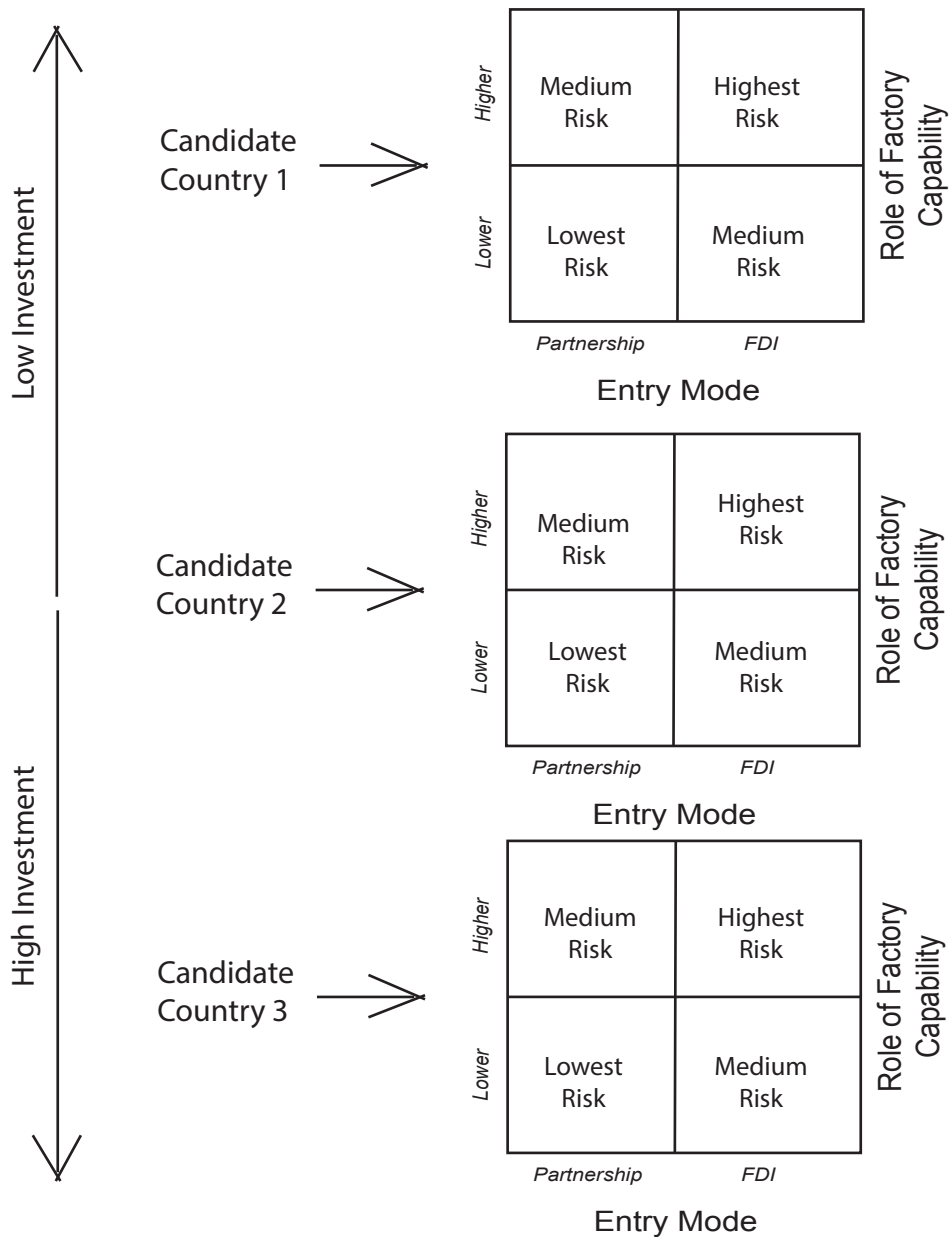 Low Investment
High Investment
Candidate
Country 1
Higher
Lower
Medium
Risk
Highest
Risk
Lowest
Risk
Medium
Risk
Role of Factory
Capability
Partnership
FDI
Entry Mode
Candidate
Country 2
Higher
Lower
Medium
Risk
Highest
Risk
Lowest
Risk
Medium
Risk
Role of Factory
Capability
Partnership
FDI
Entry Mode
Candidate
Country 3
Higher
Lower
Medium
Risk
Highest
Risk
Lowest
Risk
Medium
Risk
Role of Factory
Capability
Partnership
FDI
Entry Mode